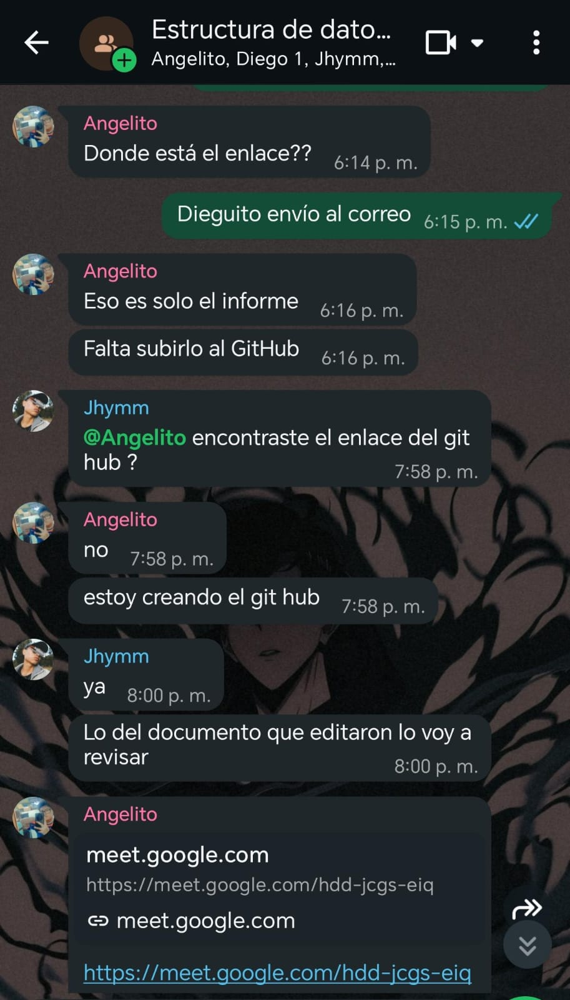 Estructura de dato...
Angelito, Diego 1, Jhymm,...
Angelito
Donde está el enlace??
6:14 p. m.
Dieguito envío al correo
6:15 p. m.
Angelito
Eso es solo el informe
6:16 p. m.
Falta subirlo al GitHub
6:16 p. m.
Jhymm
@Angelito encontraste el enlace del git
hub ?
7:58 p. m.
Angelito
no
7:58 p. m.
estoy creando el git hub
7:58 p. m.
Jhymm
ya
8:00 p. m.
Lo del documento que editaron lo voy a
revisar
8:00 p. m.
Angelito
meet.google.com
https://meet.google.com/hdd-jcgs-eiq
meet.google.com
https://meet.google.com/hdd-jcgs-eiq